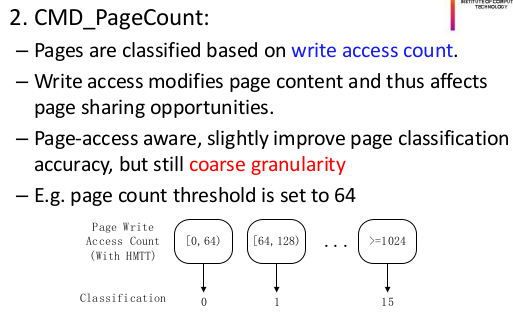 INSTITUTE OF COMPUT
TECHNOLOGY
2. CMD_PageCount:
– Pages are classified based on write access count.
– Write access modifies page content and thus affects
page sharing opportunities.
– Page-access aware, slightly improve page classification
accuracy, but still coarse granularity
– E.g. page count threshold is set to 64
Page Write
Access Count
(With HMTT)
[0, 64)
[64, 128)
...
>=1024
Classification
0
1
15